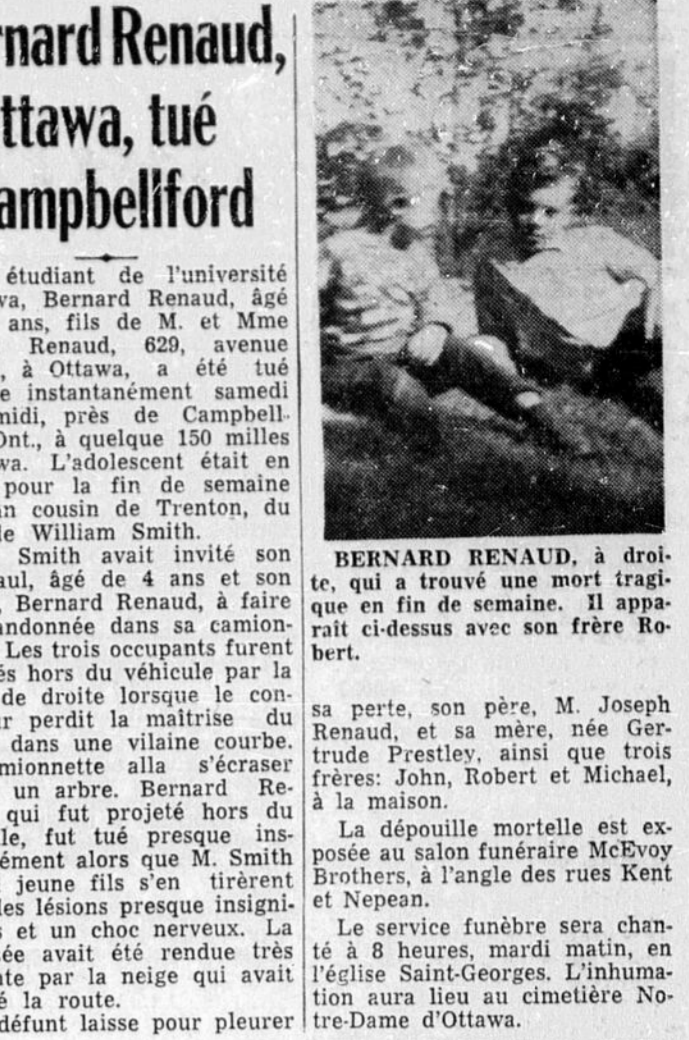 rnard Renaud,
ttawa, tué
ampbellford
étudiant de l'université
wa, Bernard Renaud, âgé
ans, fils de M. et Mme
Renaud, 629, avenue
, à Ottawa, a été tué
e instantanément samedi
midi, près de Campbell-
Ont., à quelque 150 milles
wa. L'adolescent était en
pour la fin de semaine
n cousin de Trenton, du
le William Smith.
Smith avait invité son
aul, âgé de 4 ans et son
, Bernard Renaud, à faire
andonnée dans sa camion-
Les trois occupants furent
és hors du véhicule par la
de droite lorsque le con-
r perdit la maîtrise du
dans une vilaine courbe.
mionnette alla s'écraser
un arbre. Bernard Re-
qui fut projeté hors du
le, fut tué presque ins-
ément alors que M. Smith
jeune fils s'en tirèrent
les lésions presque insigni-
s et un choc nerveux. La
ée avait été rendue très
nte par la neige qui avait
é la route.
défunt laisse pour pleurer
BERNARD RENAUD, à droi-
te, qui a trouvé une mort tragi-
que en fin de semaine. Il appa-
raît ci-dessus avec son frère Ro-
bert.
sa perte, son père, M. Joseph
Renaud, et sa mère, née Ger-
trude Prestley, ainsi que trois
frères: John, Robert et Michael,
à la maison.
La dépouille mortelle est ex-
posée au salon funéraire McEvoy
Brothers, à l'angle des rues Kent
et Nepean.
Le service funèbre sera chan-
té à 8 heures, mardi matin, en
l'église Saint-Georges. L'inhuma-
tion aura lieu au cimetière No-
tre-Dame d'Ottawa.